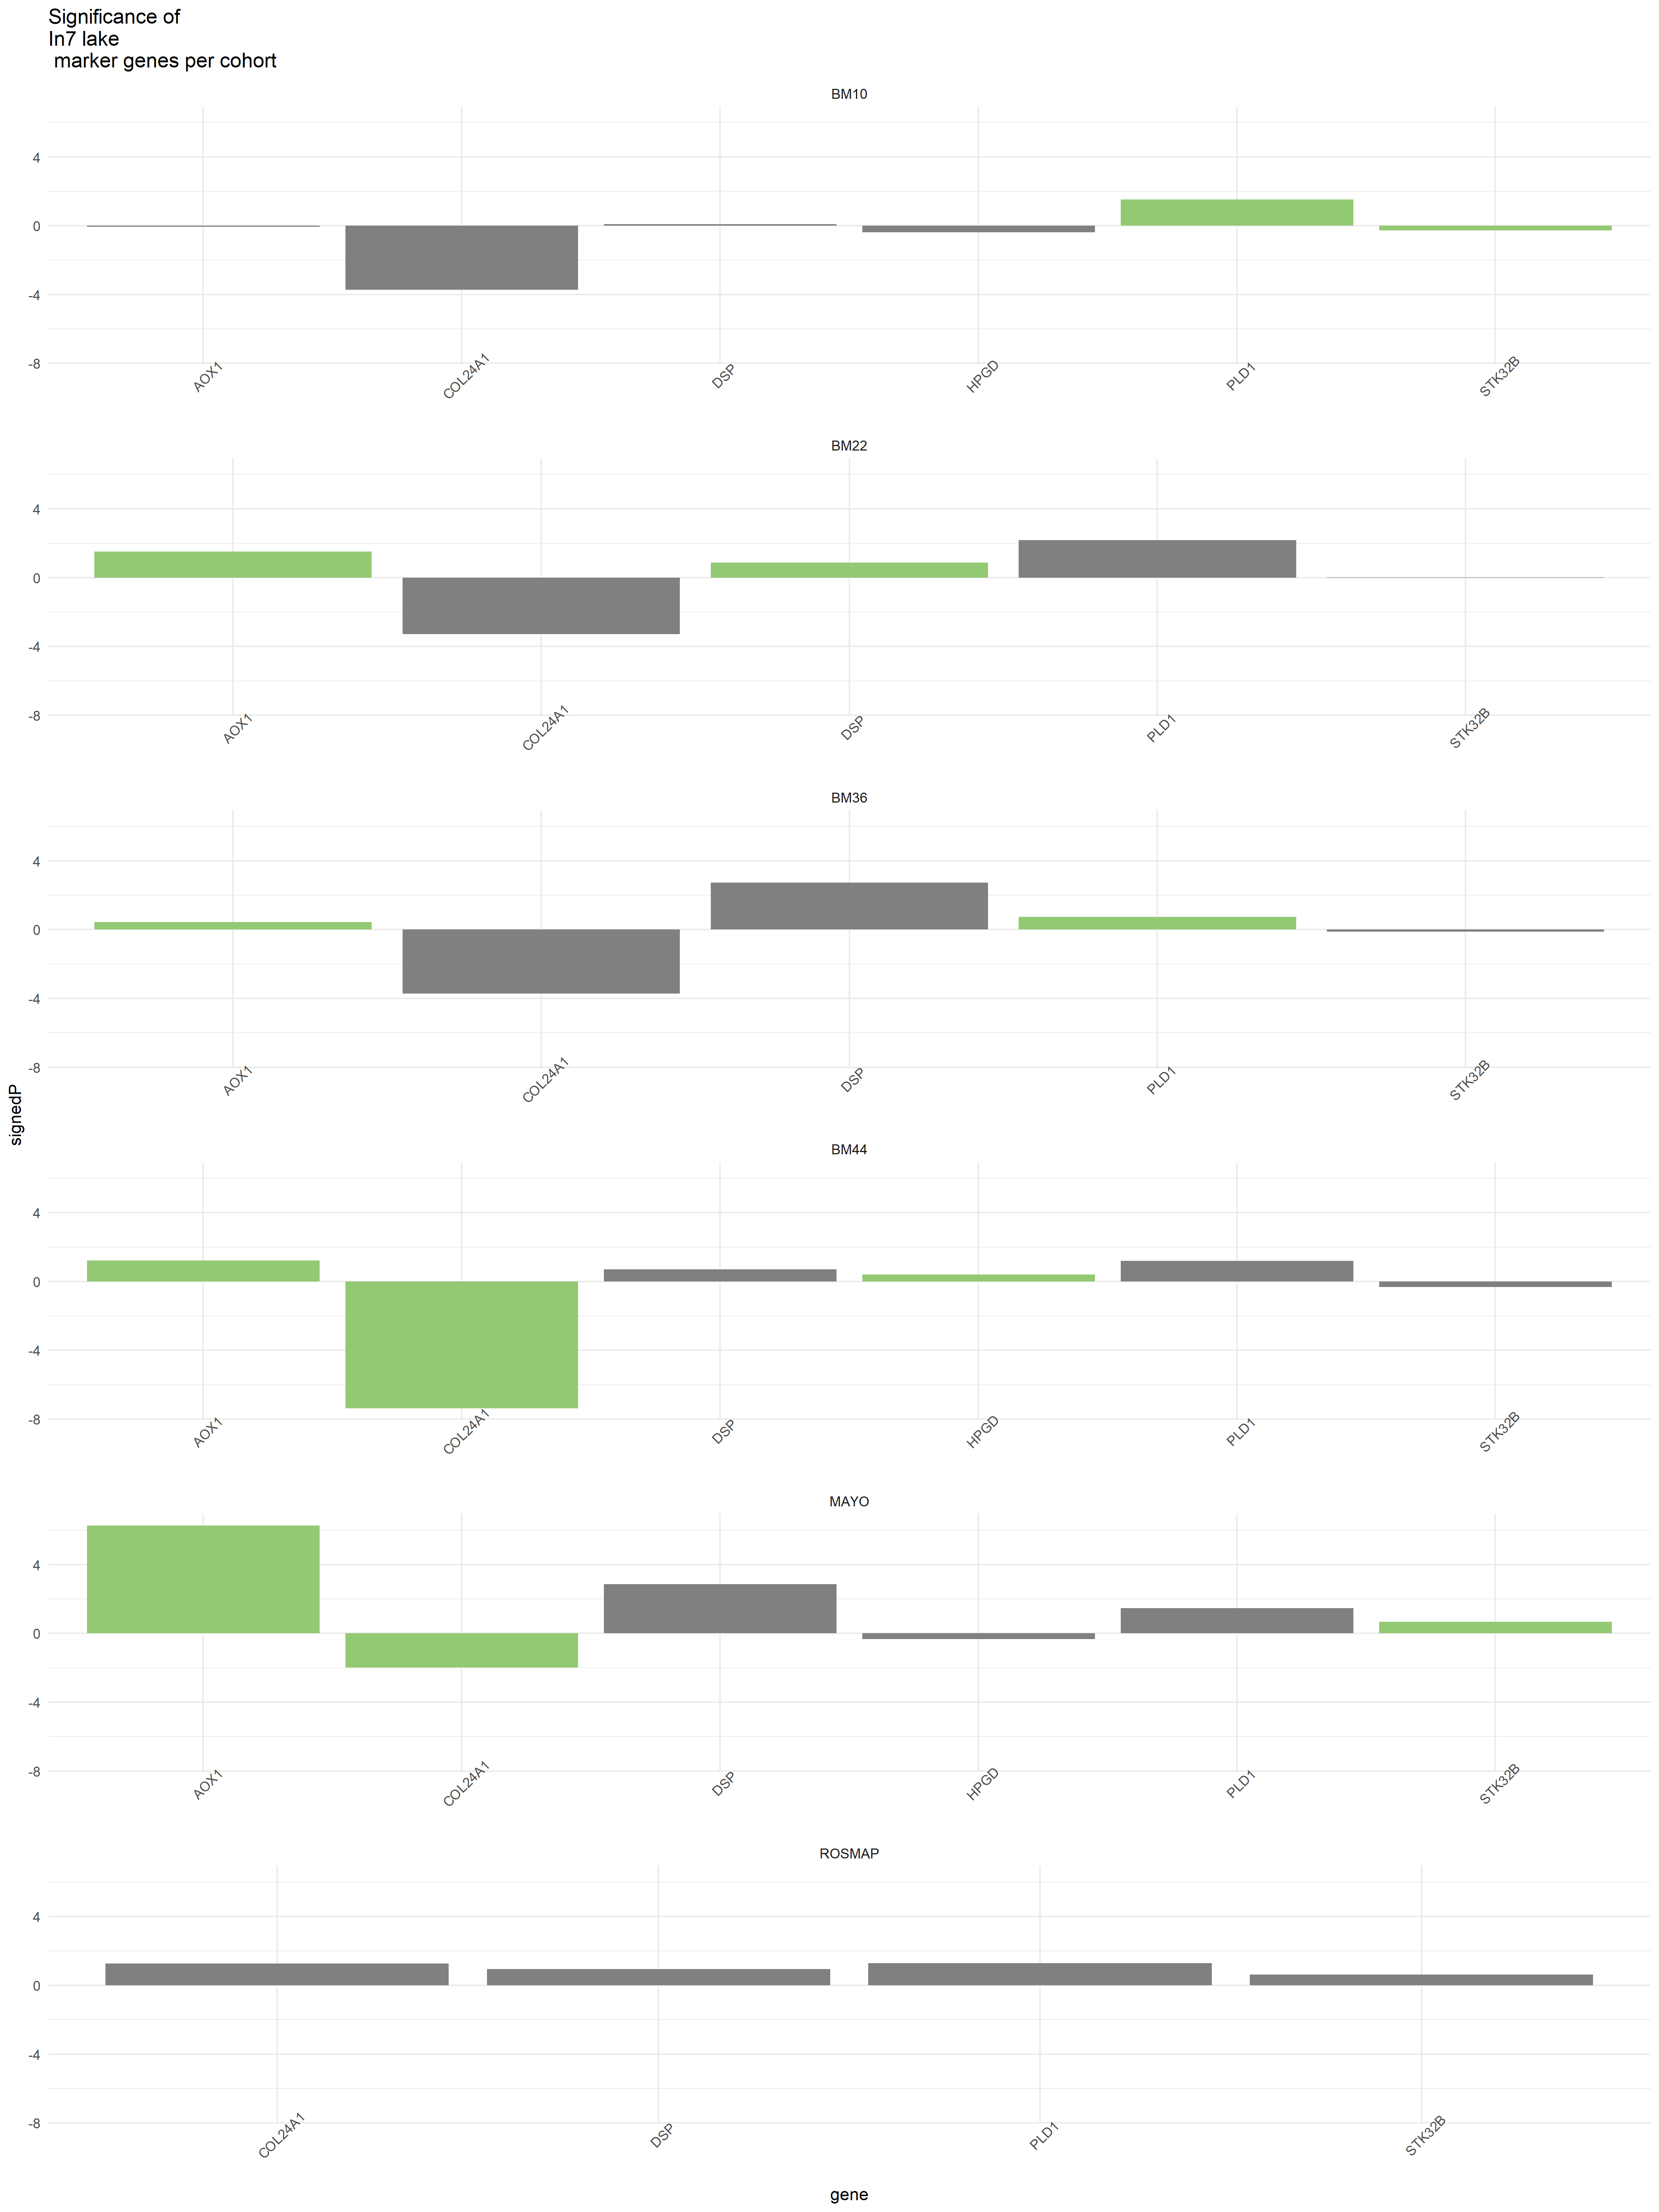 Significance of
In7 lake
marker genes per cohort
BM10
4
0
-4
-8
AOX1 COL24A1 DSP HPGD PLD1 STK32B
BM22
4
0
-4
-8
AOX1 COL24A1 DSP PLD1 STK32B
BM36
4
0
-4
-8
AOX1 COL24A1 DSP PLD1 STK32B
signedP
BM44
4
0
-4
-8
AOX1 COL24A1 DSP HPGD PLD1 STK32B
MAYO
4
0
-4
-8
AOX1 COL24A1 DSP HPGD PLD1 STK32B
ROSMAP
4
0
-4
-8
COL24A1 DSP PLD1 STK32B
gene